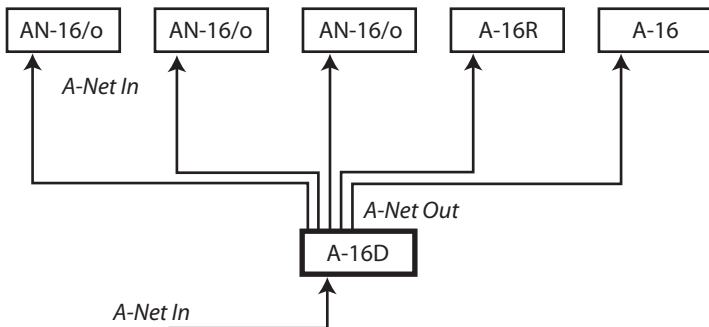 AN-16/o AN-16/o AN-16/o A-16R A-16
A-Net In
A-Net Out
A-16D
A-Net In